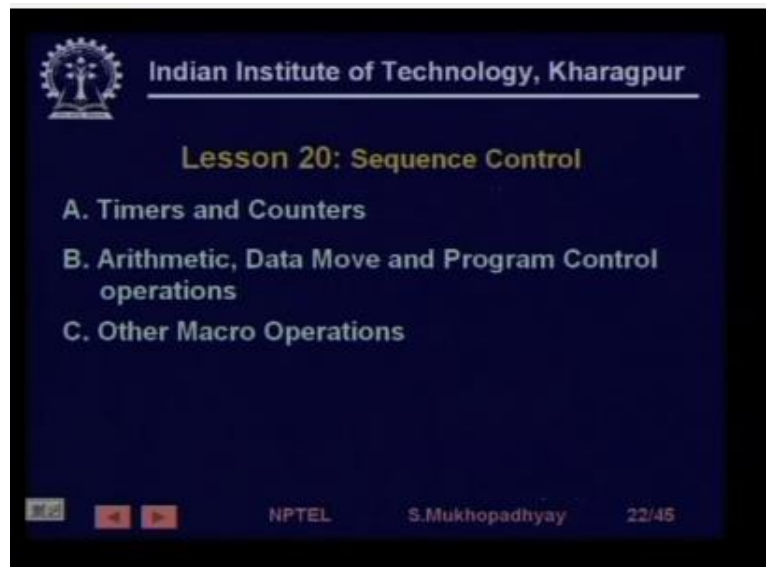 Indian Institute of Technology, Kharagpur
Lesson 20: Sequence Control
A. Timers and Counters
B. Arithmetic, Data Move and Program Control
operations
C. Other Macro Operations
NPTEL S.Mukhopadhyay 22/45